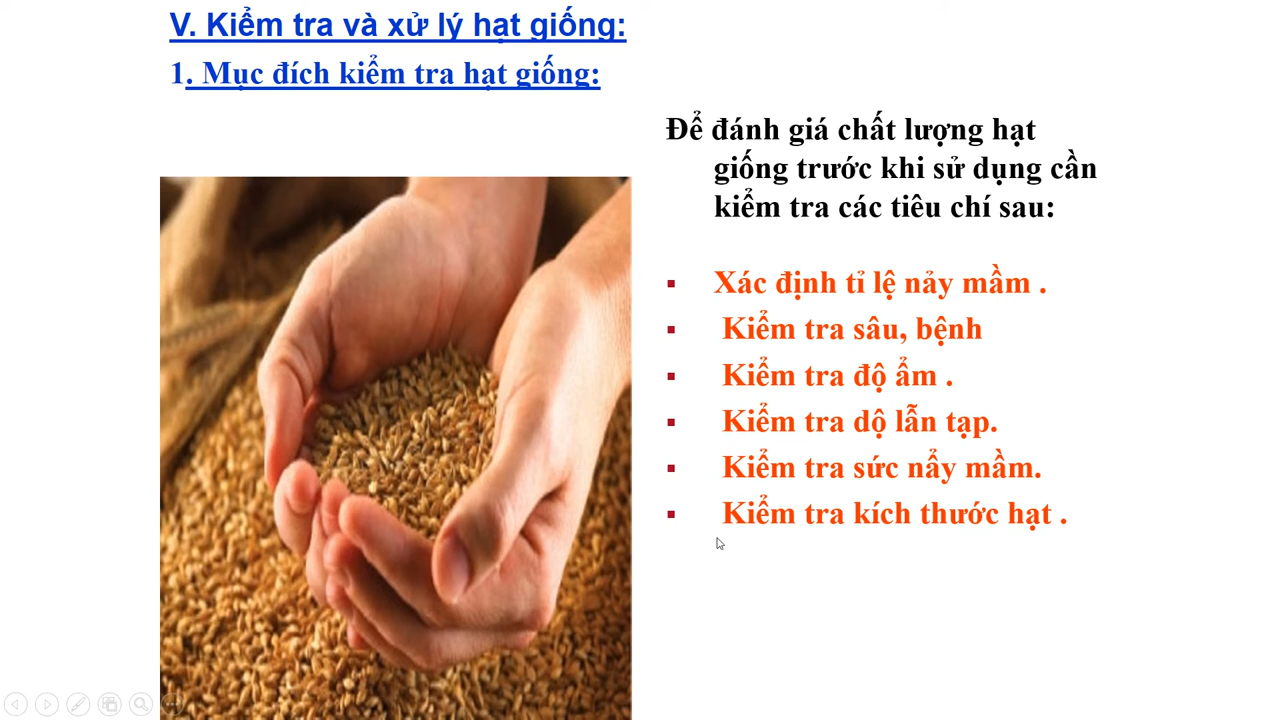 V. Kiểm tra và xử lý hạt giống:
1. Mục đích kiểm tra hạt giống:
Để đánh giá chất lượng hạt
giống trước khi sử dụng cần
kiểm tra các tiêu chí sau:
▪ Xác định tỉ lệ nảy mầm .
▪ Kiểm tra sâu, bệnh
▪ Kiểm tra độ ẩm .
▪ Kiểm tra dộ lẫn tạp.
▪ Kiểm tra sức nẩy mầm.
▪ Kiểm tra kích thước hạt .